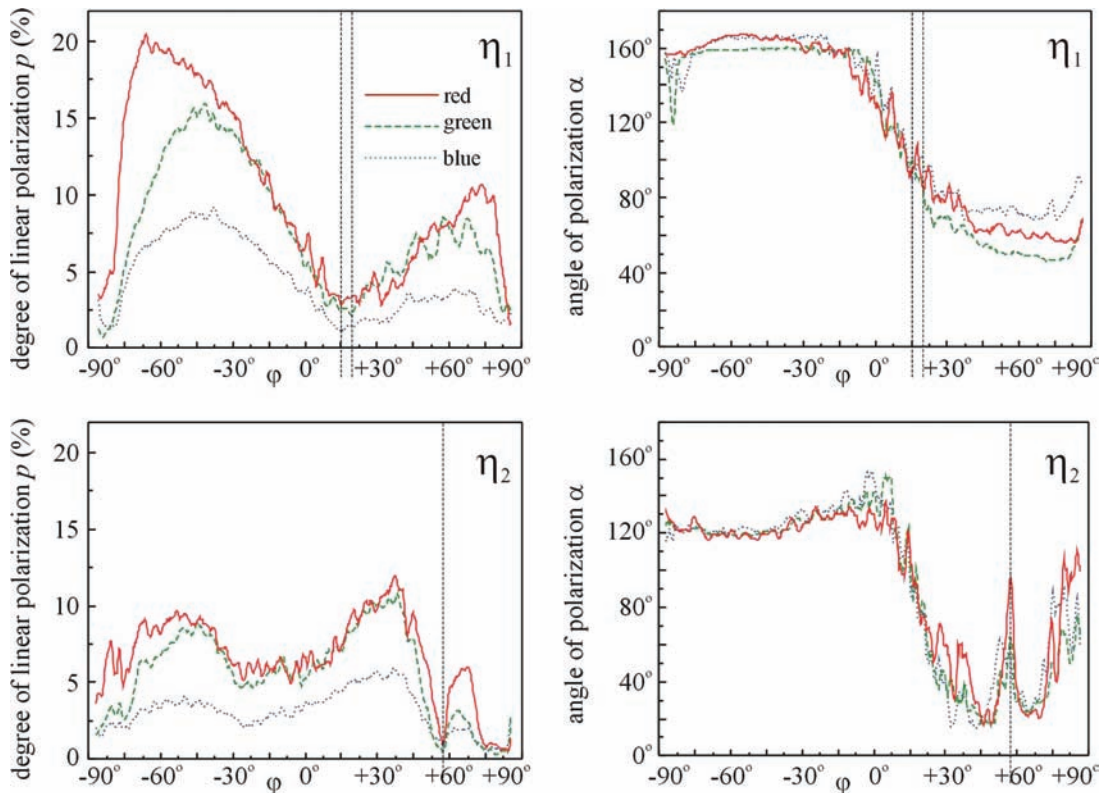 degree of linear polarization p (%)
20
15
10
5
0
η1
red
green
blue
-90° -60° -30° 0° +30° +60° +90°
φ
angle of polarization α
160°
120°
80°
40°
0°
η1
-90° -60° -30° 0° +30° +60° +90°
φ
degree of linear polarization p (%)
20
15
10
5
0
η2
-90° -60° -30° 0° +30° +60° +90°
φ
angle of polarization α
160°
120°
80°
40°
0°
η2
-90° -60° -30° 0° +30° +60° +90°
φ